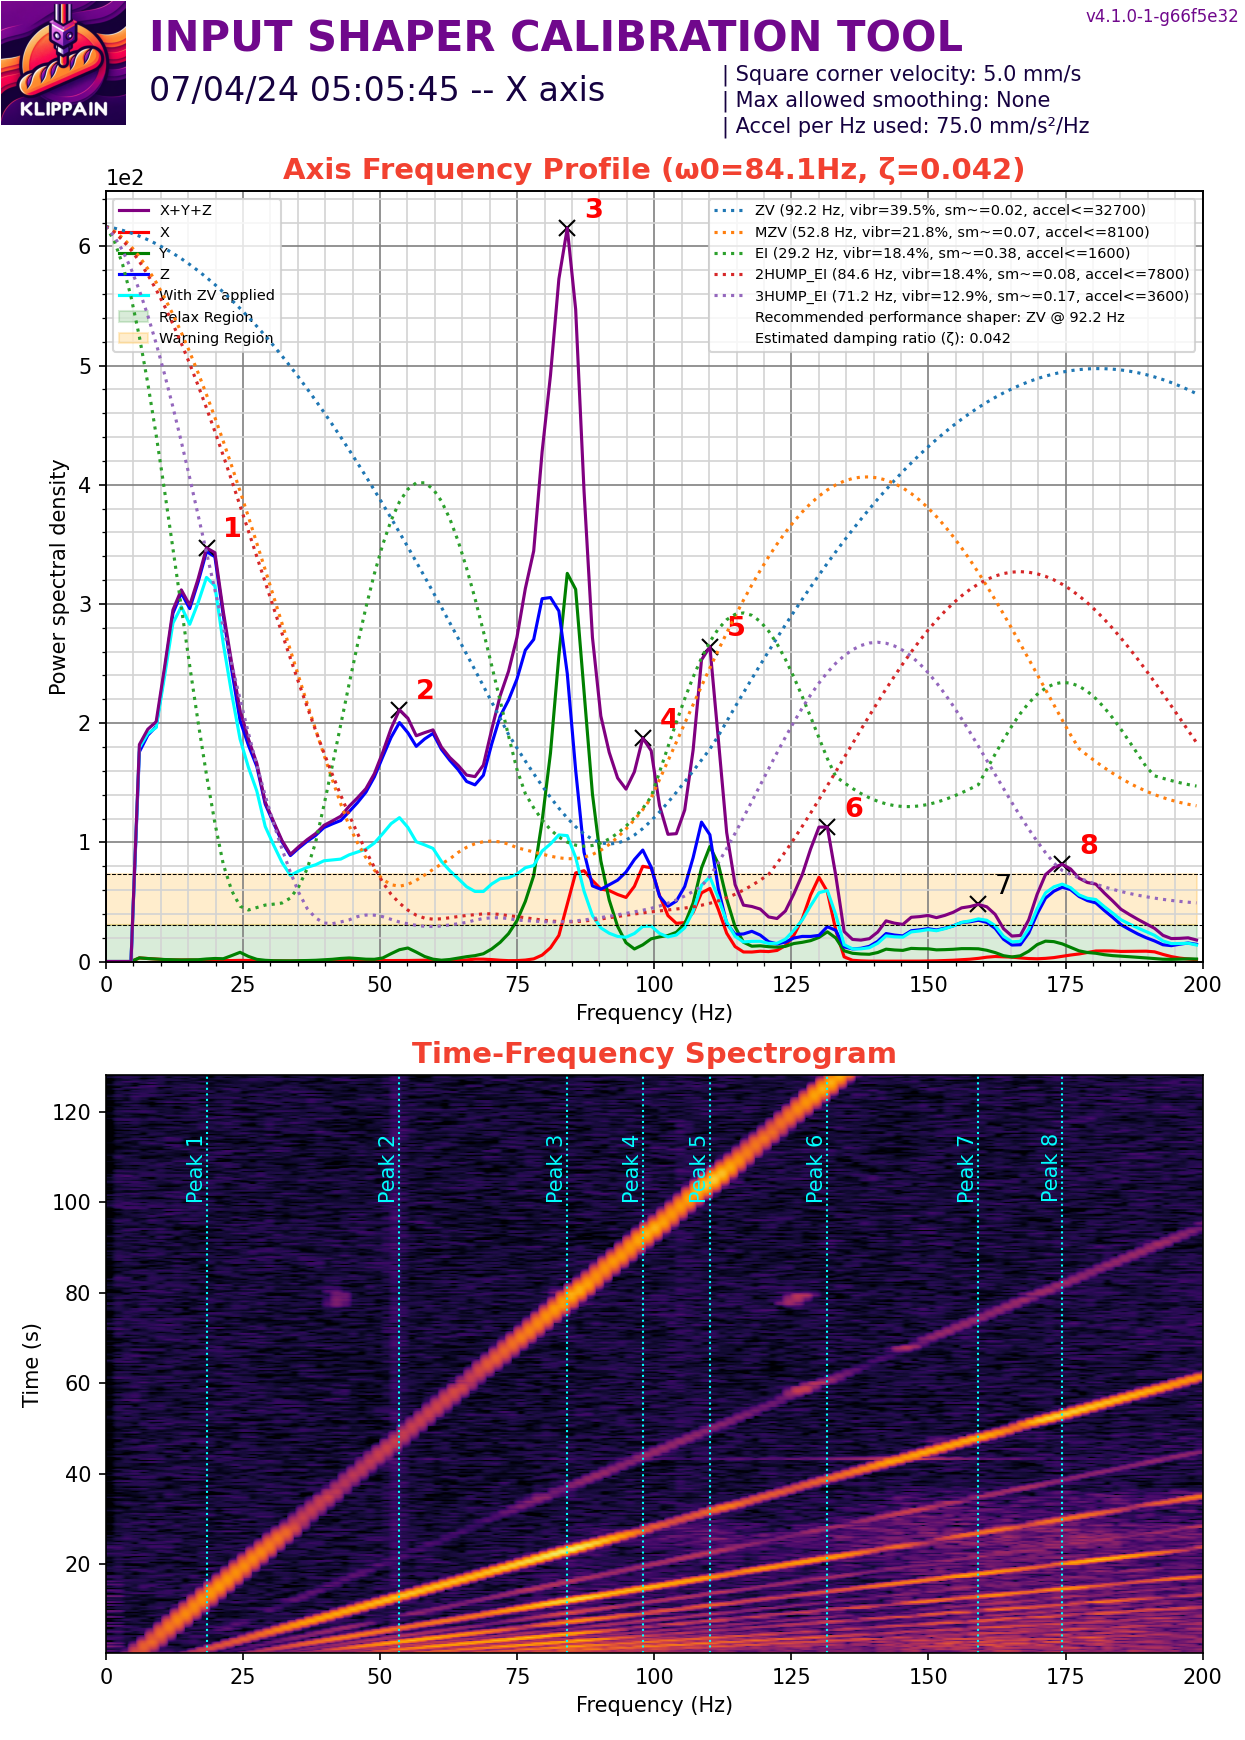 v4.1.0-1-g66f5e32
INPUT SHAPER CALIBRATION TOOL
07/04/24 05:05:45 -- X axis
| Square corner velocity: 5.0 mm/s
| Max allowed smoothing: None
| Accel per Hz used: 75.0 mm/s²/Hz
KLIPPAIN
Axis Frequency Profile (ω0=84.1Hz, ζ=0.042)
1e2
X+Y+Z
X
Y
Z
With ZV applied
Relax Region
Warning Region
ZV (92.2 Hz, vibr=39.5%, sm~=0.02, accel<=32700)
MZV (52.8 Hz, vibr=21.8%, sm~=0.07, accel<=8100)
EI (29.2 Hz, vibr=18.4%, sm~=0.38, accel<=1600)
2HUMP_EI (84.6 Hz, vibr=18.4%, sm~=0.08, accel<=7800)
3HUMP_EI (71.2 Hz, vibr=12.9%, sm~=0.17, accel<=3600)
Recommended performance shaper: ZV @ 92.2 Hz
Estimated damping ratio (ζ): 0.042
Power spectral density
6
5
4
3
2
1
0
1
2
3
4
5
6
7
8
0 25 50 75 100 125 150 175 200
Frequency (Hz)
Time-Frequency Spectrogram
Time (s)
120
100
80
60
40
20
Peak 1
Peak 2
Peak 3
Peak 4
Peak 5
Peak 6
Peak 7
Peak 8
0 25 50 75 100 125 150 175 200
Frequency (Hz)